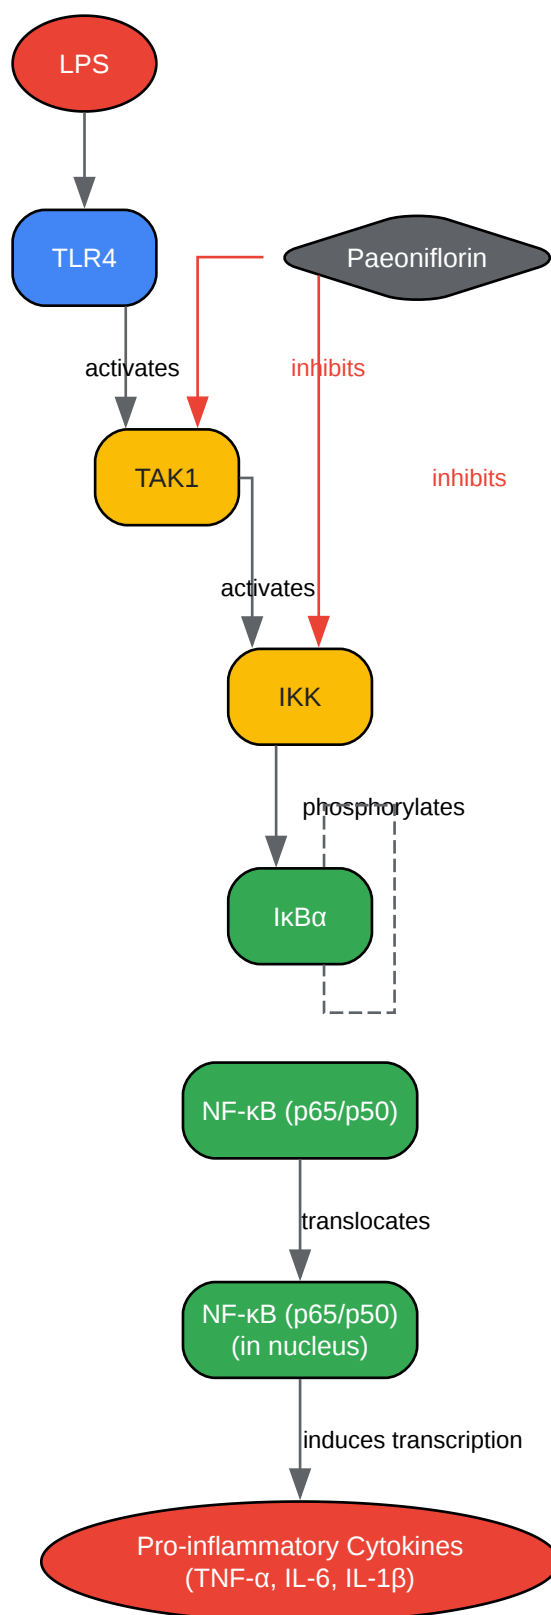 LPS
TLR4
Paeoniflorin
activates
inhibits
TAK1
inhibits
activates
IKK
phosphorylates
IκBα
NF-κB (p65/p50)
translocates
NF-κB (p65/p50)
(in nucleus)
induces transcription
Pro-inflammatory Cytokines
(TNF-α, IL-6, IL-1β)